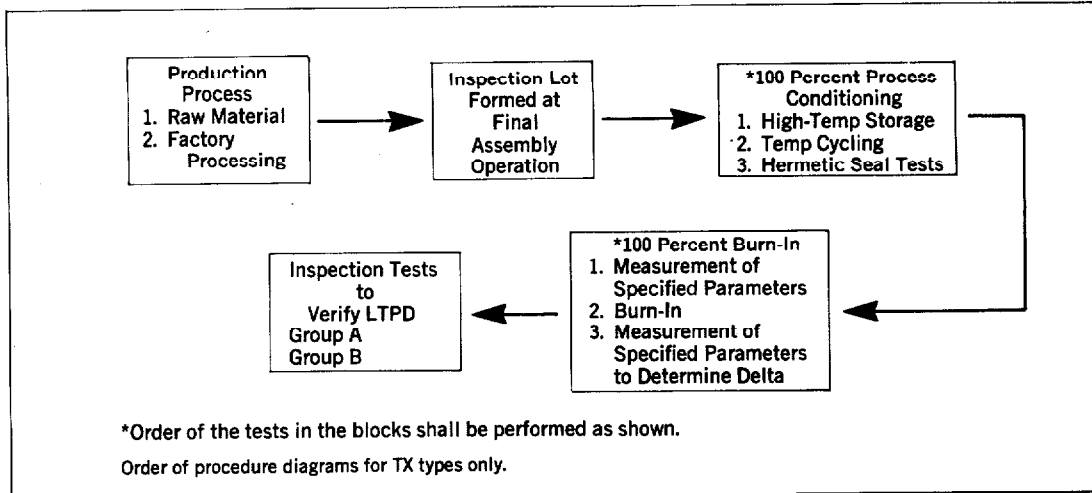 Production
Process
1. Raw Material
2. Factory
Processing
Inspection Lot
Formed at
Final
Assembly
Operation
*100 Percent Process
Conditioning
1. High-Temp Storage
2. Temp Cycling
3. Hermetic Seal Tests
*100 Percent Burn-In
1. Measurement of
Specified Parameters
2. Burn-In
3. Measurement of
Specified Parameters
to Determine Delta
Inspection Tests
to
Verify LTPD
Group A
Group B
*Order of the tests in the blocks shall be performed as shown.
Order of procedure diagrams for TX types only.